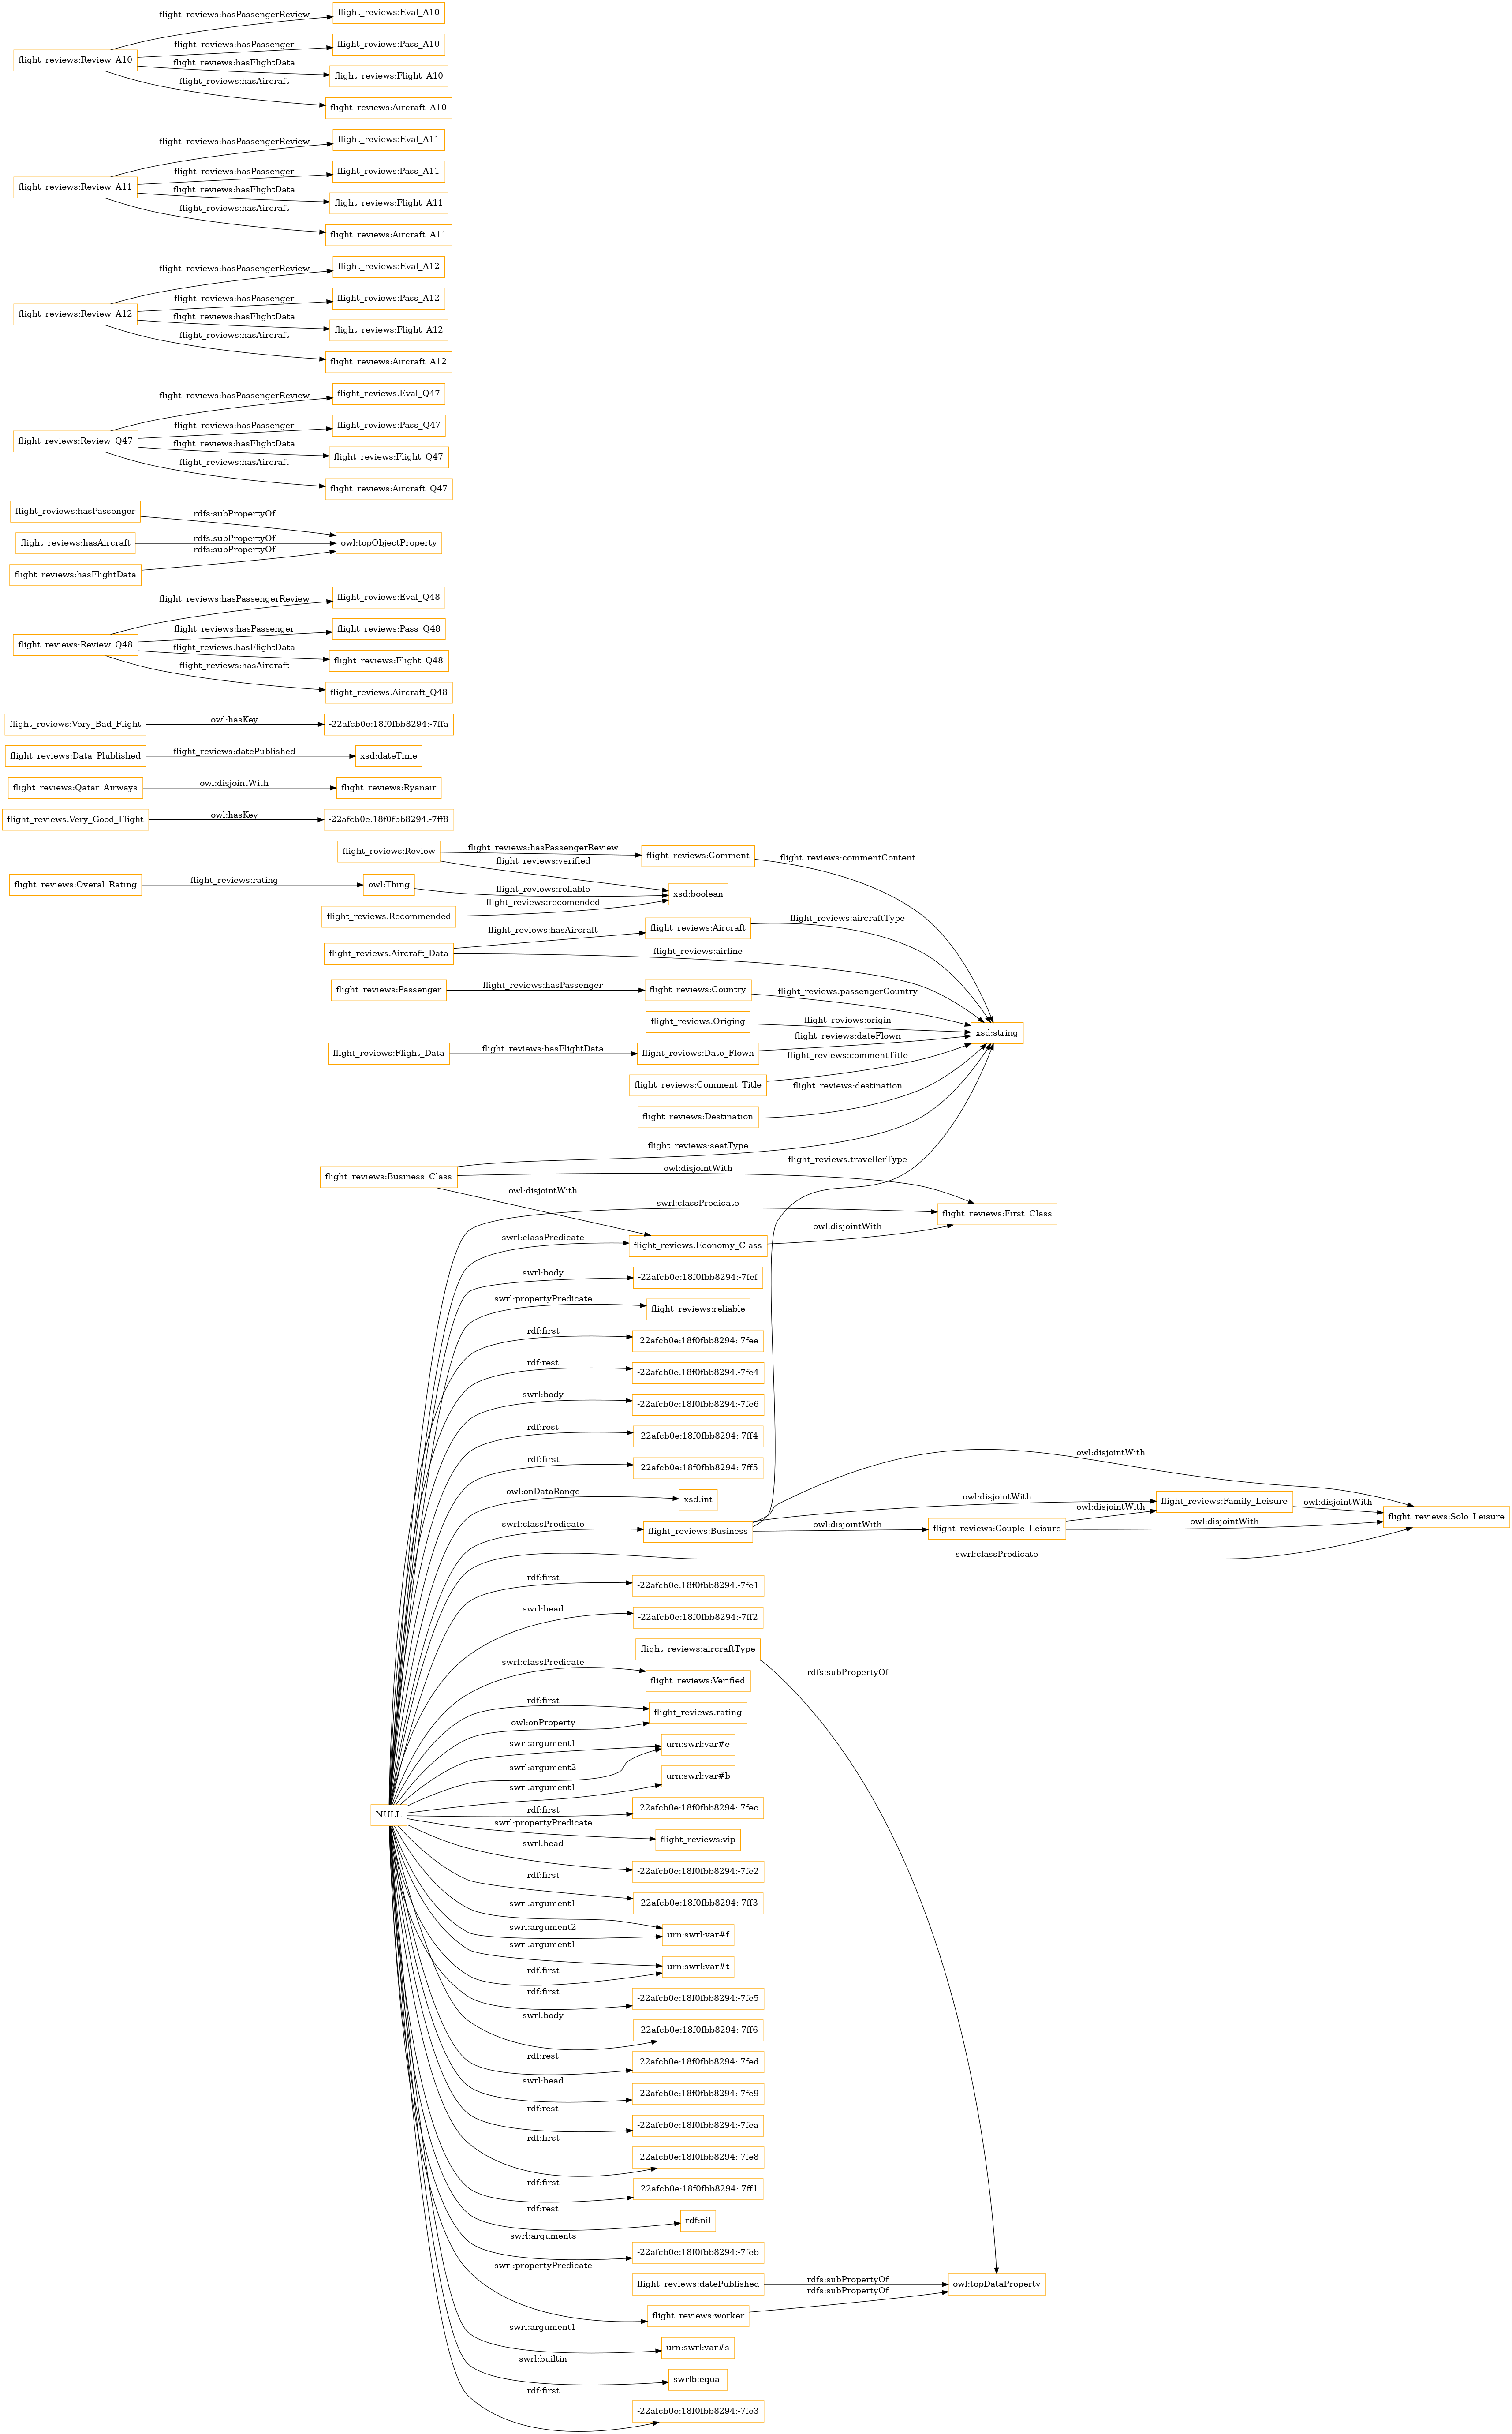 flight_reviews:hasPassengerReview
flight_reviews:Eval_A10
flight_reviews:hasPassenger
flight_reviews:Pass_A10
flight_reviews:Review_A10
flight_reviews:hasFlightData
flight_reviews:Flight_A10
flight_reviews:hasAircraft
flight_reviews:Aircraft_A10
flight_reviews:hasPassengerReview
flight_reviews:Eval_A11
flight_reviews:hasPassenger
flight_reviews:Pass_A11
flight_reviews:Review_A11
flight_reviews:hasFlightData
flight_reviews:Flight_A11
flight_reviews:hasAircraft
flight_reviews:Aircraft_A11
flight_reviews:hasPassengerReview
flight_reviews:Eval_A12
flight_reviews:hasPassenger
flight_reviews:Pass_A12
flight_reviews:Review_A12
flight_reviews:hasFlightData
flight_reviews:Flight_A12
flight_reviews:hasAircraft
flight_reviews:Aircraft_A12
flight_reviews:hasPassengerReview
flight_reviews:Eval_Q47
flight_reviews:hasPassenger
flight_reviews:Pass_Q47
flight_reviews:Review_Q47
flight_reviews:hasFlightData
flight_reviews:Flight_Q47
flight_reviews:hasAircraft
flight_reviews:Aircraft_Q47
flight_reviews:hasPassenger
rdfs:subPropertyOf
flight_reviews:hasAircraft
rdfs:subPropertyOf
owl:topObjectProperty
rdfs:subPropertyOf
flight_reviews:hasFlightData
flight_reviews:hasPassengerReview
flight_reviews:Eval_Q48
flight_reviews:hasPassenger
flight_reviews:Pass_Q48
flight_reviews:Review_Q48
flight_reviews:hasFlightData
flight_reviews:Flight_Q48
flight_reviews:hasAircraft
flight_reviews:Aircraft_Q48
flight_reviews:Very_Bad_Flight
owl:hasKey
-22afcb0e:18f0fbb8294:-7ffa
flight_reviews:Data_Plublished
flight_reviews:datePublished
xsd:dateTime
flight_reviews:Qatar_Airways
owl:disjointWith
flight_reviews:Ryanair
flight_reviews:Very_Good_Flight
owl:hasKey
-22afcb0e:18f0fbb8294:-7ff8
flight_reviews:Review
flight_reviews:hasPassengerReview
flight_reviews:Comment
flight_reviews:commentContent
flight_reviews:verified
flight_reviews:Overal_Rating
flight_reviews:rating
owl:Thing
flight_reviews:reliable
xsd:boolean
flight_reviews:Recommended
flight_reviews:recomended
flight_reviews:hasAircraft
flight_reviews:Aircraft
flight_reviews:aircraftType
flight_reviews:Aircraft_Data
flight_reviews:airline
flight_reviews:Passenger
flight_reviews:hasPassenger
flight_reviews:Country
flight_reviews:passengerCountry
flight_reviews:Origing
flight_reviews:origin
xsd:string
flight_reviews:Flight_Data
flight_reviews:hasFlightData
flight_reviews:Date_Flown
flight_reviews:dateFlown
flight_reviews:commentTitle
flight_reviews:Comment_Title
flight_reviews:destination
flight_reviews:Destination
flight_reviews:seatType
flight_reviews:travellerType
flight_reviews:Business_Class
owl:disjointWith
owl:disjointWith
swrl:classPredicate
flight_reviews:First_Class
owl:disjointWith
swrl:classPredicate
flight_reviews:Economy_Class
swrl:body
-22afcb0e:18f0fbb8294:-7fef
swrl:propertyPredicate
flight_reviews:reliable
rdf:first
-22afcb0e:18f0fbb8294:-7fee
rdf:rest
-22afcb0e:18f0fbb8294:-7fe4
swrl:body
-22afcb0e:18f0fbb8294:-7fe6
rdf:rest
-22afcb0e:18f0fbb8294:-7ff4
owl:disjointWith
rdf:first
-22afcb0e:18f0fbb8294:-7ff5
owl:onDataRange
xsd:int
owl:disjointWith
flight_reviews:Family_Leisure
owl:disjointWith
owl:disjointWith
flight_reviews:Solo_Leisure
swrl:classPredicate
flight_reviews:Business
owl:disjointWith
flight_reviews:Couple_Leisure
owl:disjointWith
swrl:classPredicate
rdf:first
-22afcb0e:18f0fbb8294:-7fe1
swrl:head
-22afcb0e:18f0fbb8294:-7ff2
flight_reviews:aircraftType
rdfs:subPropertyOf
swrl:classPredicate
flight_reviews:Verified
rdf:first
flight_reviews:rating
owl:onProperty
swrl:argument1
urn:swrl:var#e
swrl:argument2
urn:swrl:var#b
swrl:argument1
NULL
rdf:first
-22afcb0e:18f0fbb8294:-7fec
swrl:propertyPredicate
flight_reviews:vip
swrl:head
-22afcb0e:18f0fbb8294:-7fe2
rdf:first
-22afcb0e:18f0fbb8294:-7ff3
swrl:argument1
swrl:argument2
urn:swrl:var#f
swrl:argument1
urn:swrl:var#t
rdf:first
rdf:first
-22afcb0e:18f0fbb8294:-7fe5
swrl:body
-22afcb0e:18f0fbb8294:-7ff6
rdf:rest
-22afcb0e:18f0fbb8294:-7fed
swrl:head
-22afcb0e:18f0fbb8294:-7fe9
rdf:rest
-22afcb0e:18f0fbb8294:-7fea
rdf:first
-22afcb0e:18f0fbb8294:-7fe8
rdf:first
-22afcb0e:18f0fbb8294:-7ff1
rdf:rest
rdf:nil
swrl:arguments
-22afcb0e:18f0fbb8294:-7feb
swrl:propertyPredicate
flight_reviews:datePublished
rdfs:subPropertyOf
owl:topDataProperty
rdfs:subPropertyOf
flight_reviews:worker
swrl:argument1
urn:swrl:var#s
swrl:builtin
swrlb:equal
rdf:first
-22afcb0e:18f0fbb8294:-7fe3